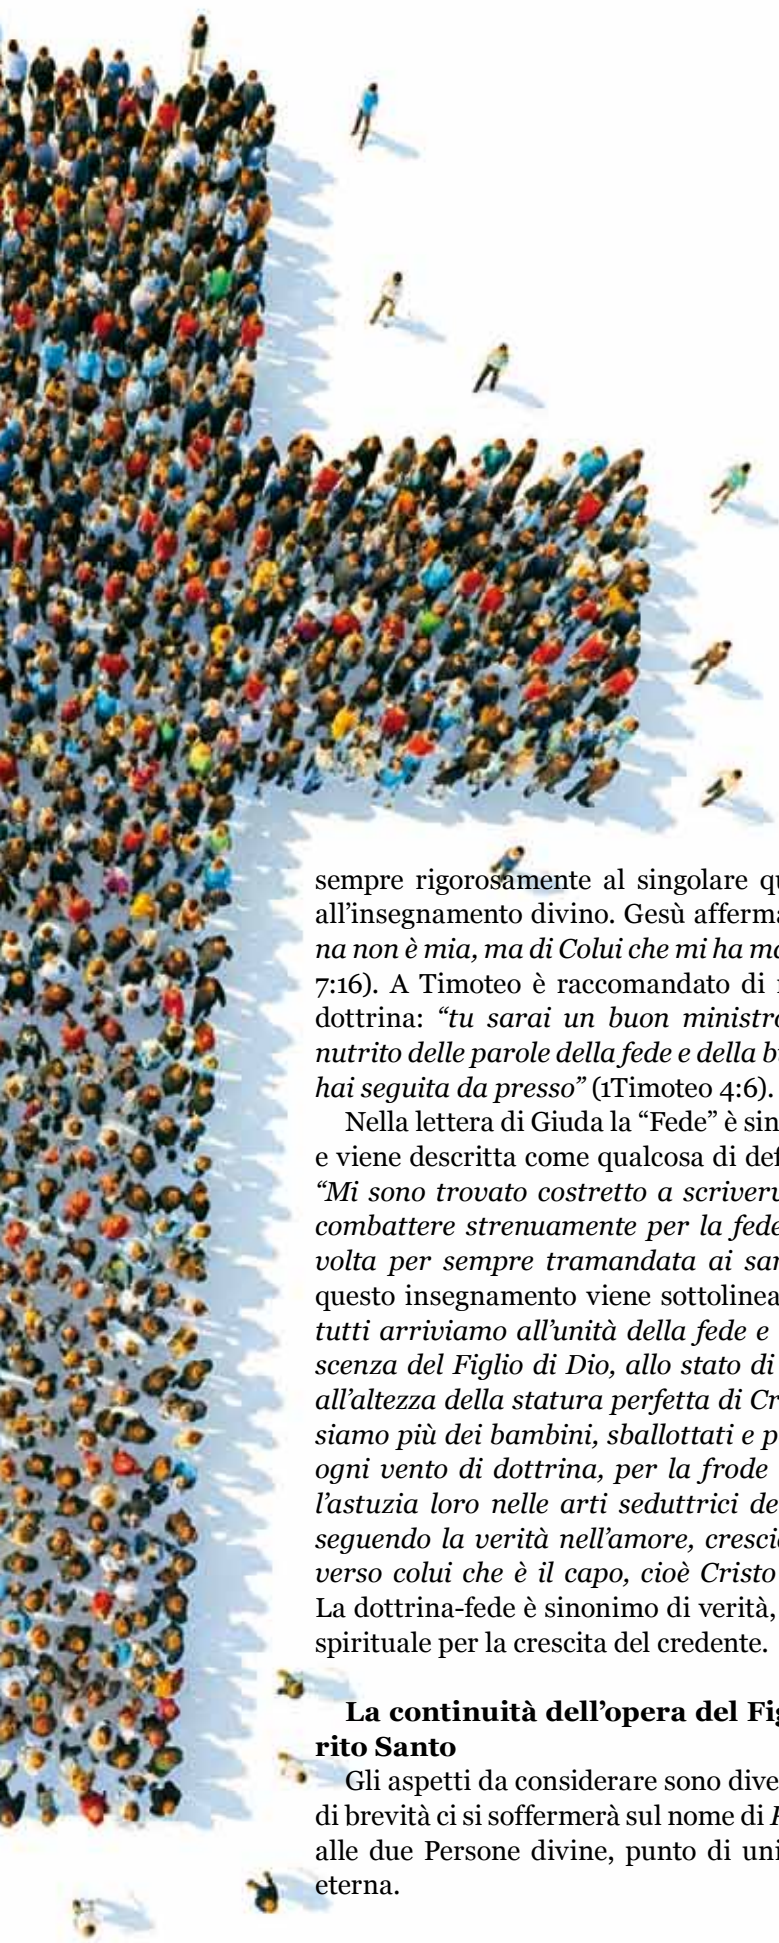 sempre rigorosamente al singolare qu
all’insegnamento divino. Gesù afferma
na non è mia, ma di Colui che mi ha ma
7:16). A Timoteo è raccomandato di
dottrina: “tu sarai un buon ministro
nutrito delle parole della fede e della bu
hai seguita da presso” (1Timoteo 4:6).
Nella lettera di Giuda la “Fede” è sin
e viene descritta come qualcosa di def
“Mi sono trovato costretto a scriverv
combattere strenuamente per la fede
volta per sempre tramandata ai san
questo insegnamento viene sottolinea
tutti arriviamo all’unità della fede e
scenza del Figlio di Dio, allo stato di
all’altezza della statura perfetta di Cr
siamo più dei bambini, sballottati e p
ogni vento di dottrina, per la frode
l’astuzia loro nelle arti seduttrici de
seguendo la verità nell’amore, crescia
verso colui che è il capo, cioè Cristo
La dottrina-fede è sinonimo di verità,
spirituale per la crescita del credente.
La continuità dell’opera del Fig
rito Santo
Gli aspetti da considerare sono dive
di brevità ci si soffermerà sul nome di
alle due Persone divine, punto di uni
eterna.